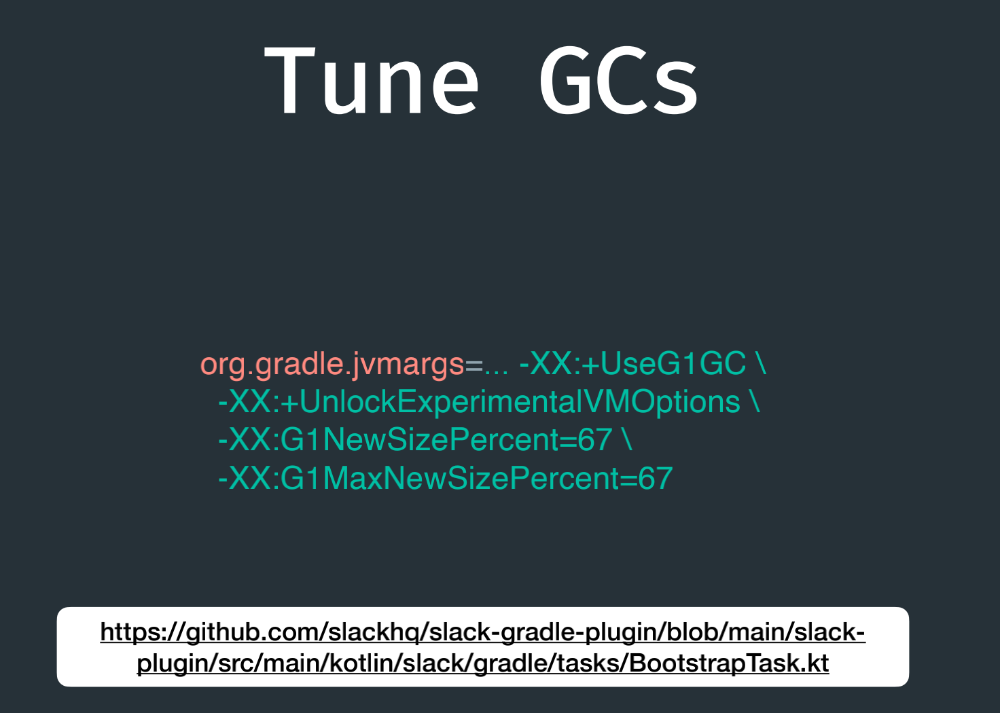 Tune GCs
org.gradle.jvmargs=... -XX:+UseG1GC \
-XX:+UnlockExperimentalVMOptions \
-XX:G1NewSizePercent=67 \
-XX:G1MaxNewSizePercent=67
https://github.com/slackhq/slack-gradle-plugin/blob/main/slack-
plugin/src/main/kotlin/slack/gradle/tasks/BootstrapTask.kt